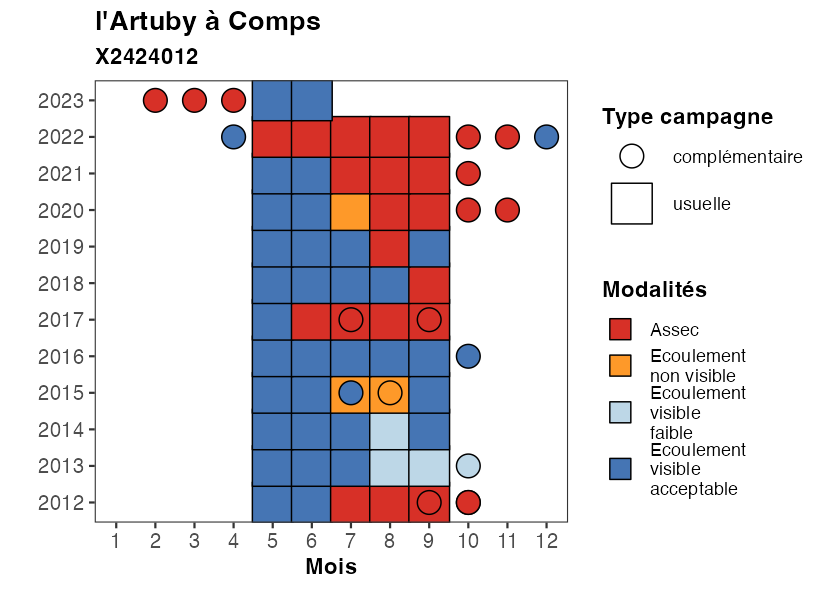 l'Artuby à Comps
X2424012
2023
2022
2021
2020
2019
2018
2017
2016
2015
2014
2013
2012
1 2 3 4 5 6 7 8 9 10 11 12
Mois
Type campagne
complémentaire
usuelle
Modalités
Assec
Ecoulement
non visible
Ecoulement
visible
faible
Ecoulement
visible
acceptable